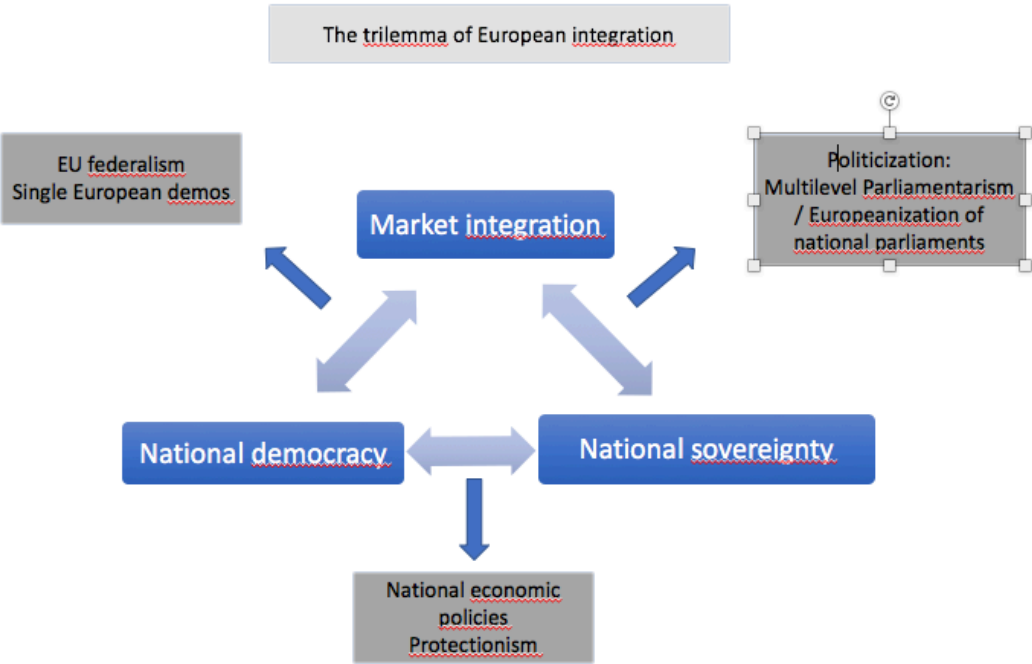 The trilemma of European integration
EU federalism
Single European demos
Politicization:
Multilevel Parliamentarism
/ Europeanization of
national parliaments
Market integration
National democracy
National sovereignty
National economic
policies
Protectionism